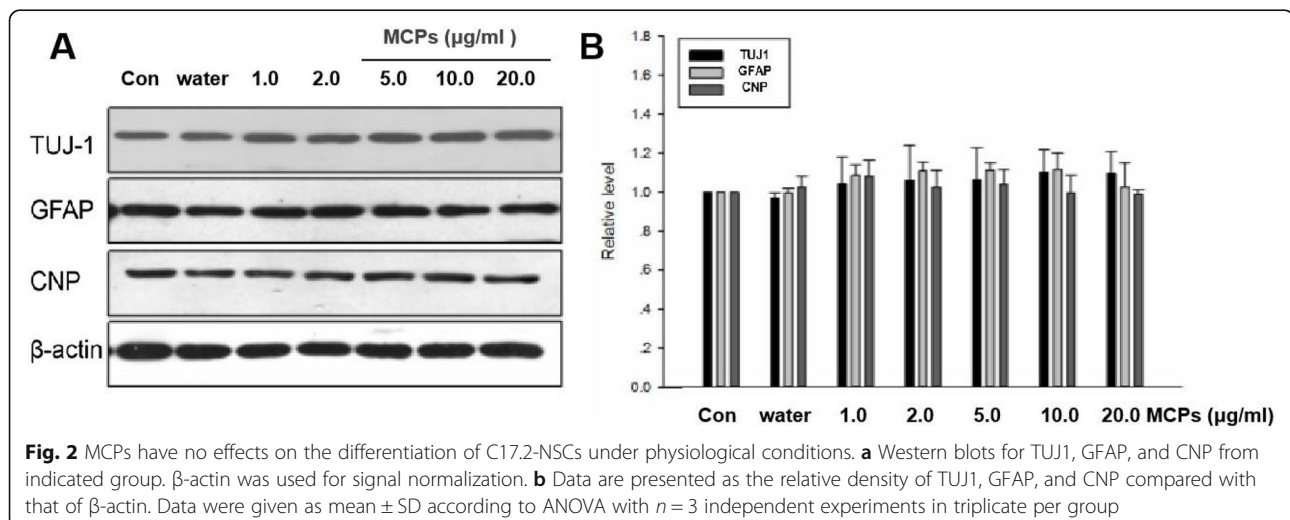 A
MCPs (µg/ml )
Con water 1.0 2.0 5.0 10.0 20.0
TUJ-1
GFAP
CNP
β-actin
B
1.8
1.6
1.4
1.2
1.0
.8
.6
.4
.2
0.0
Relative level
TUJ1
GFAP
CNP
Con water 1.0 2.0 5.0 10.0 20.0 MCPs (µg/ml)
Fig. 2 MCPs have no effects on the differentiation of C17.2-NSCs under physiological conditions. a Western blots for TUJ1, GFAP, and CNP from
indicated group. β-actin was used for signal normalization. b Data are presented as the relative density of TUJ1, GFAP, and CNP compared with
that of β-actin. Data were given as mean ± SD according to ANOVA with n = 3 independent experiments in triplicate per group